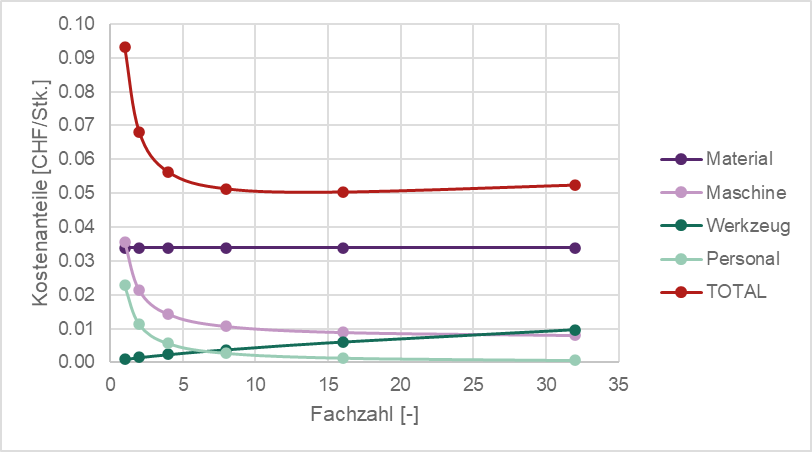 0.10
0.09
0.08
0.07
0.06
0.05
0.04
0.03
0.02
0.01
0.00
Kostenanteile [CHF/Stk.]
0 5 10 15 20 25 30 35
Fachzahl [-]
Material
Maschine
Werkzeug
Personal
TOTAL